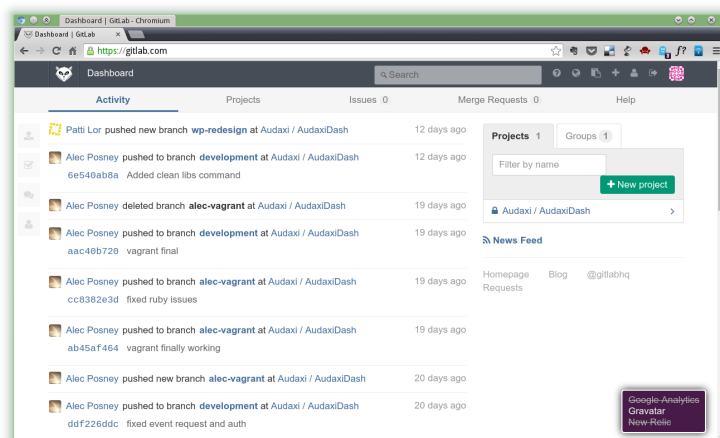 Dashboard | GitLab - Chromium
Dashboard | GitLab ×
https://gitlab.com
f?
Dashboard
Search
Activity Projects Issues 0 Merge Requests 0 Help
Patti Lor pushed new branch wp-redesign at Audaxi / AudaxiDash 12 days ago
Alec Posney pushed to branch development at Audaxi / AudaxiDash 12 days ago
6e540ab8a Added clean libs command
Alec Posney deleted branch alec-vagrant at Audaxi / AudaxiDash 19 days ago
Alec Posney pushed to branch development at Audaxi / AudaxiDash 19 days ago
aac40b720 vagrant final
Alec Posney pushed to branch alec-vagrant at Audaxi / AudaxiDash 19 days ago
cc8382e3d fixed ruby issues
Alec Posney pushed to branch alec-vagrant at Audaxi / AudaxiDash 19 days ago
ab45af464 vagrant finally working
Alec Posney pushed new branch alec-vagrant at Audaxi / AudaxiDash 20 days ago
Alec Posney pushed to branch development at Audaxi / AudaxiDash 20 days ago
ddf226ddc fixed event request and auth
Projects 1 Groups 1
Filter by name
+ New project
Audaxi / AudaxiDash
News Feed
Homepage Blog @gitlabhq
Requests
Google Analytics
Gravatar
New Relic